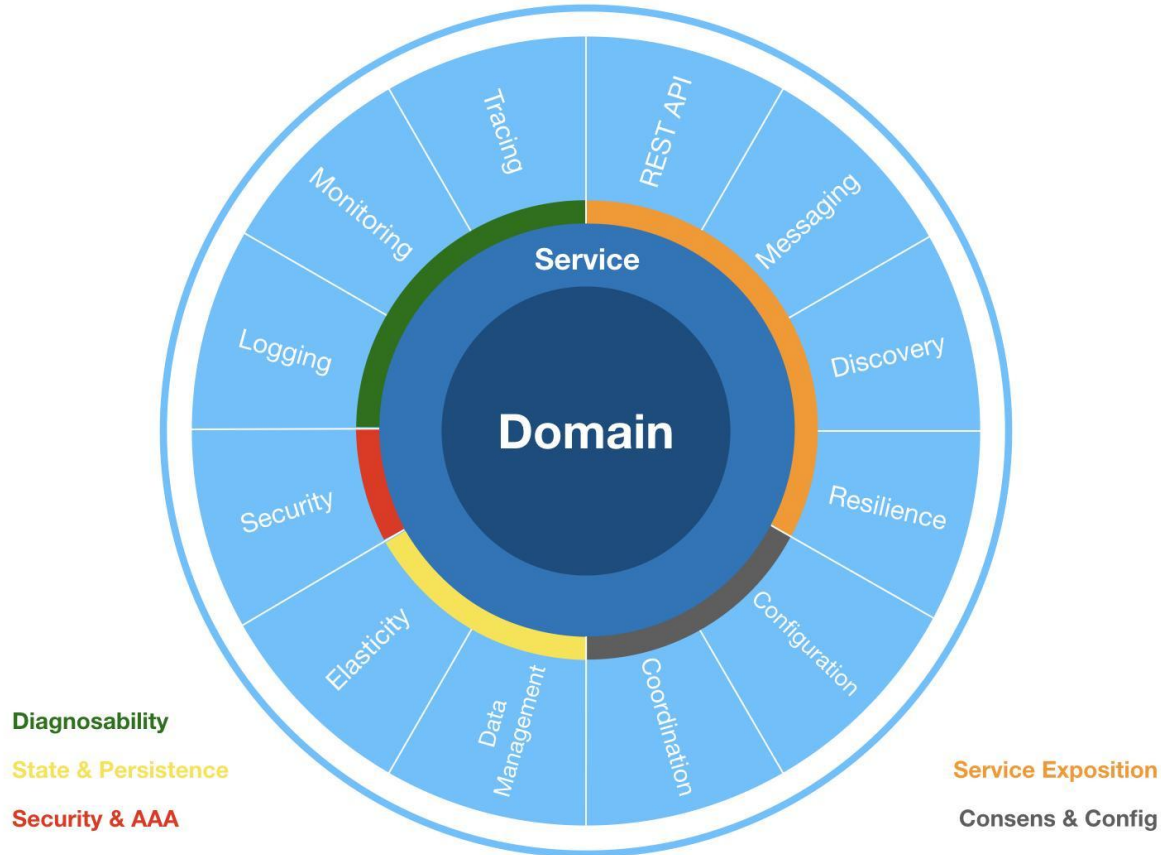 Tracing
REST API
Monitoring
Messaging
Service
Logging
Discovery
Domain
Security
Resilience
Elasticity
Configuration
Data
Management
Coordination
Diagnosability
State & Persistence
Security & AAA
Service Exposition
Consens & Config